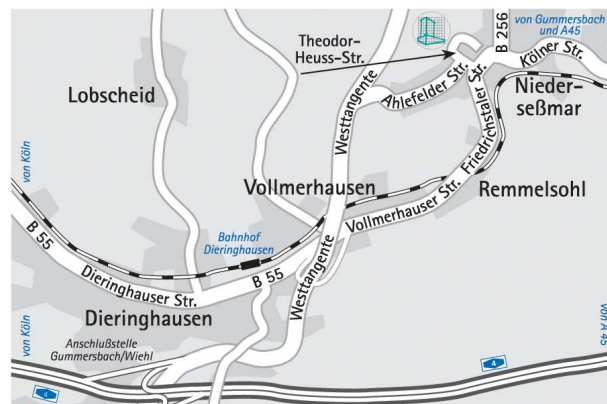 von Gummersbach
und A45
B 256
Theodor-
Heuss-Str.
Kölner Str.
Ahlefelder Str.
Westtangente
Lobscheid
Nieder-
seßmar
Friedrichstaler Str.
von Köln
Vollmerhausen
Remmelsohl
Vollmerhauser Str.
Bahnhof
Dieringhausen
B 55
B 55
Dieringhauser Str.
Westtangente
Dieringhausen
von Köln
Anschlußstelle
Gummersbach/Wiehl
von A 45
4
4